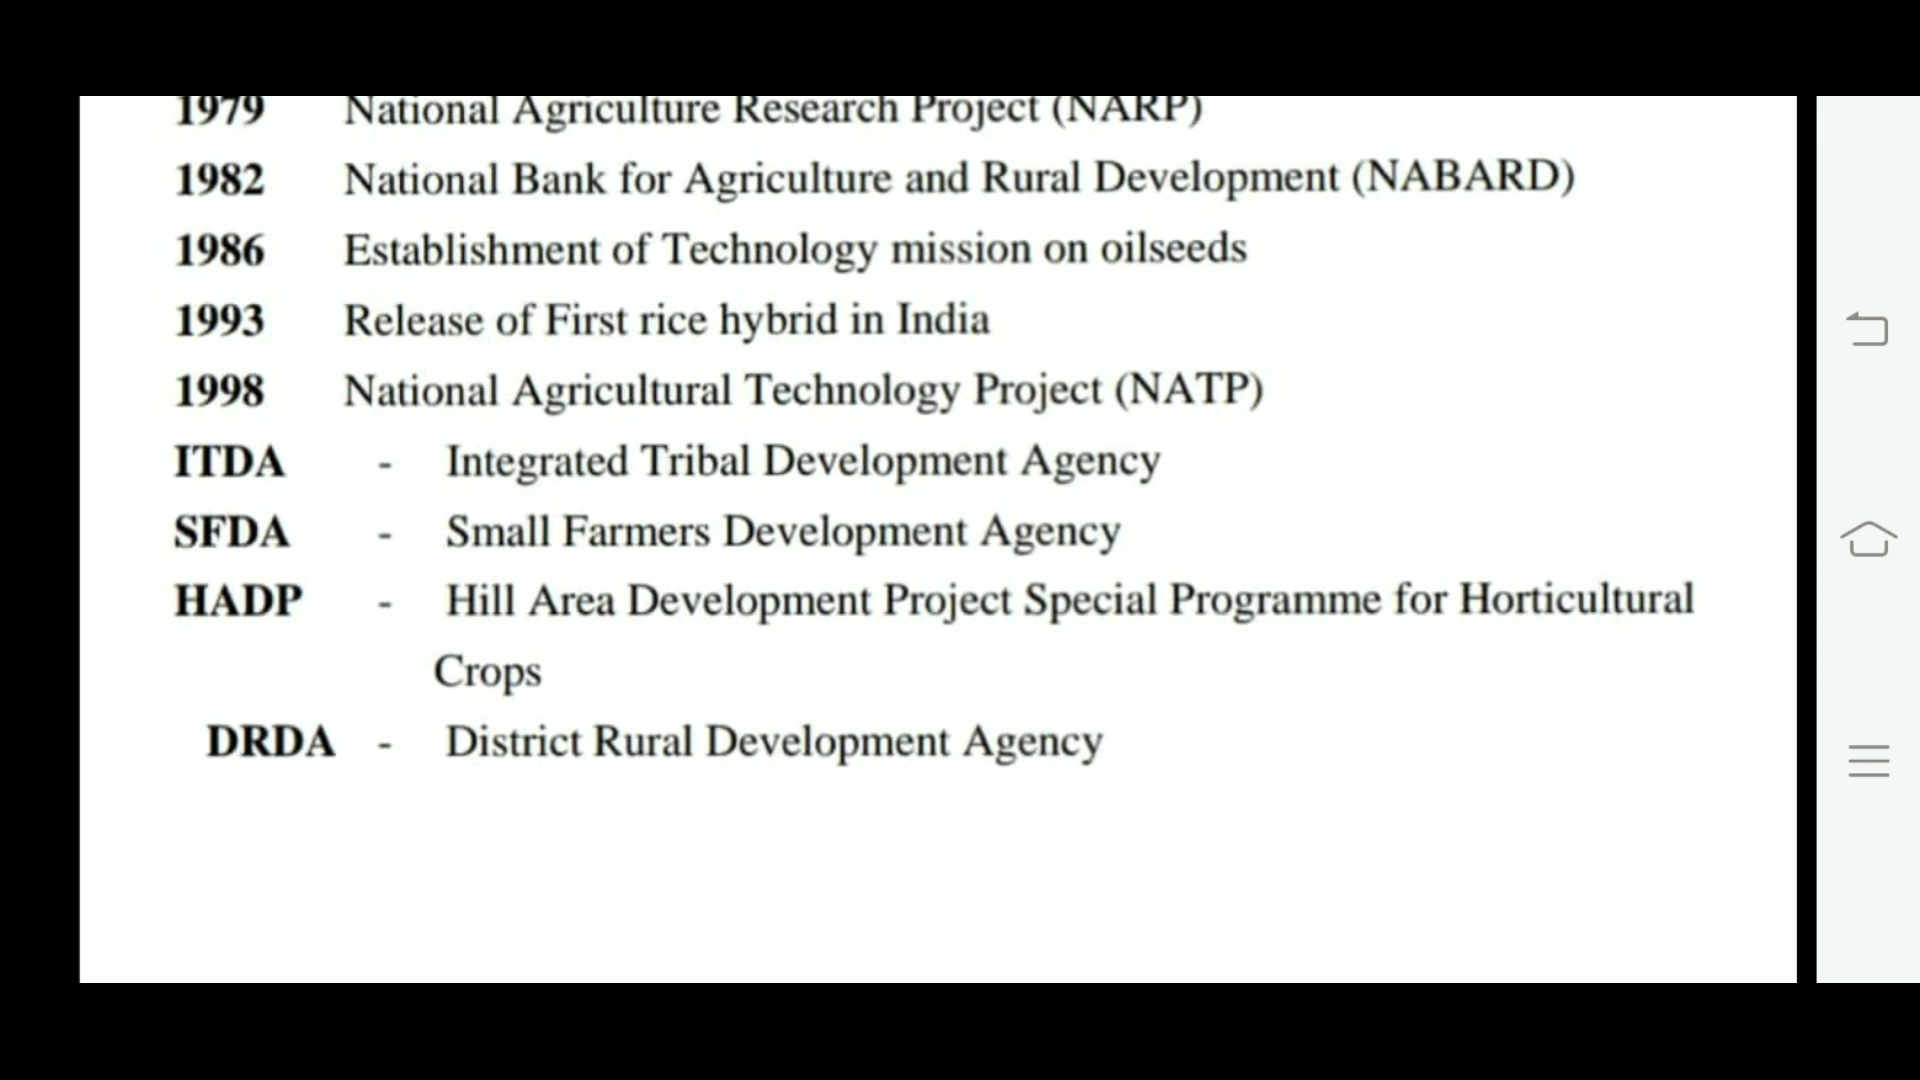 1979 National Agriculture Research Project (NARP)
1982 National Bank for Agriculture and Rural Development (NABARD)
1986 Establishment of Technology mission on oilseeds
1993 Release of First rice hybrid in India
1998 National Agricultural Technology Project (NATP)
ITDA - Integrated Tribal Development Agency
SFDA - Small Farmers Development Agency
HADP - Hill Area Development Project Special Programme for Horticultural
Crops
DRDA - District Rural Development Agency